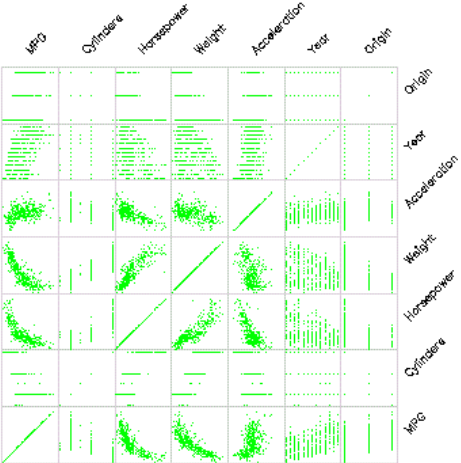 MPG
Cylinders
Horsepower
Weight
Acceleration
Year
Origin
Origin
Year
Acceleration
Weight
Horsepower
Cylinders
MPG